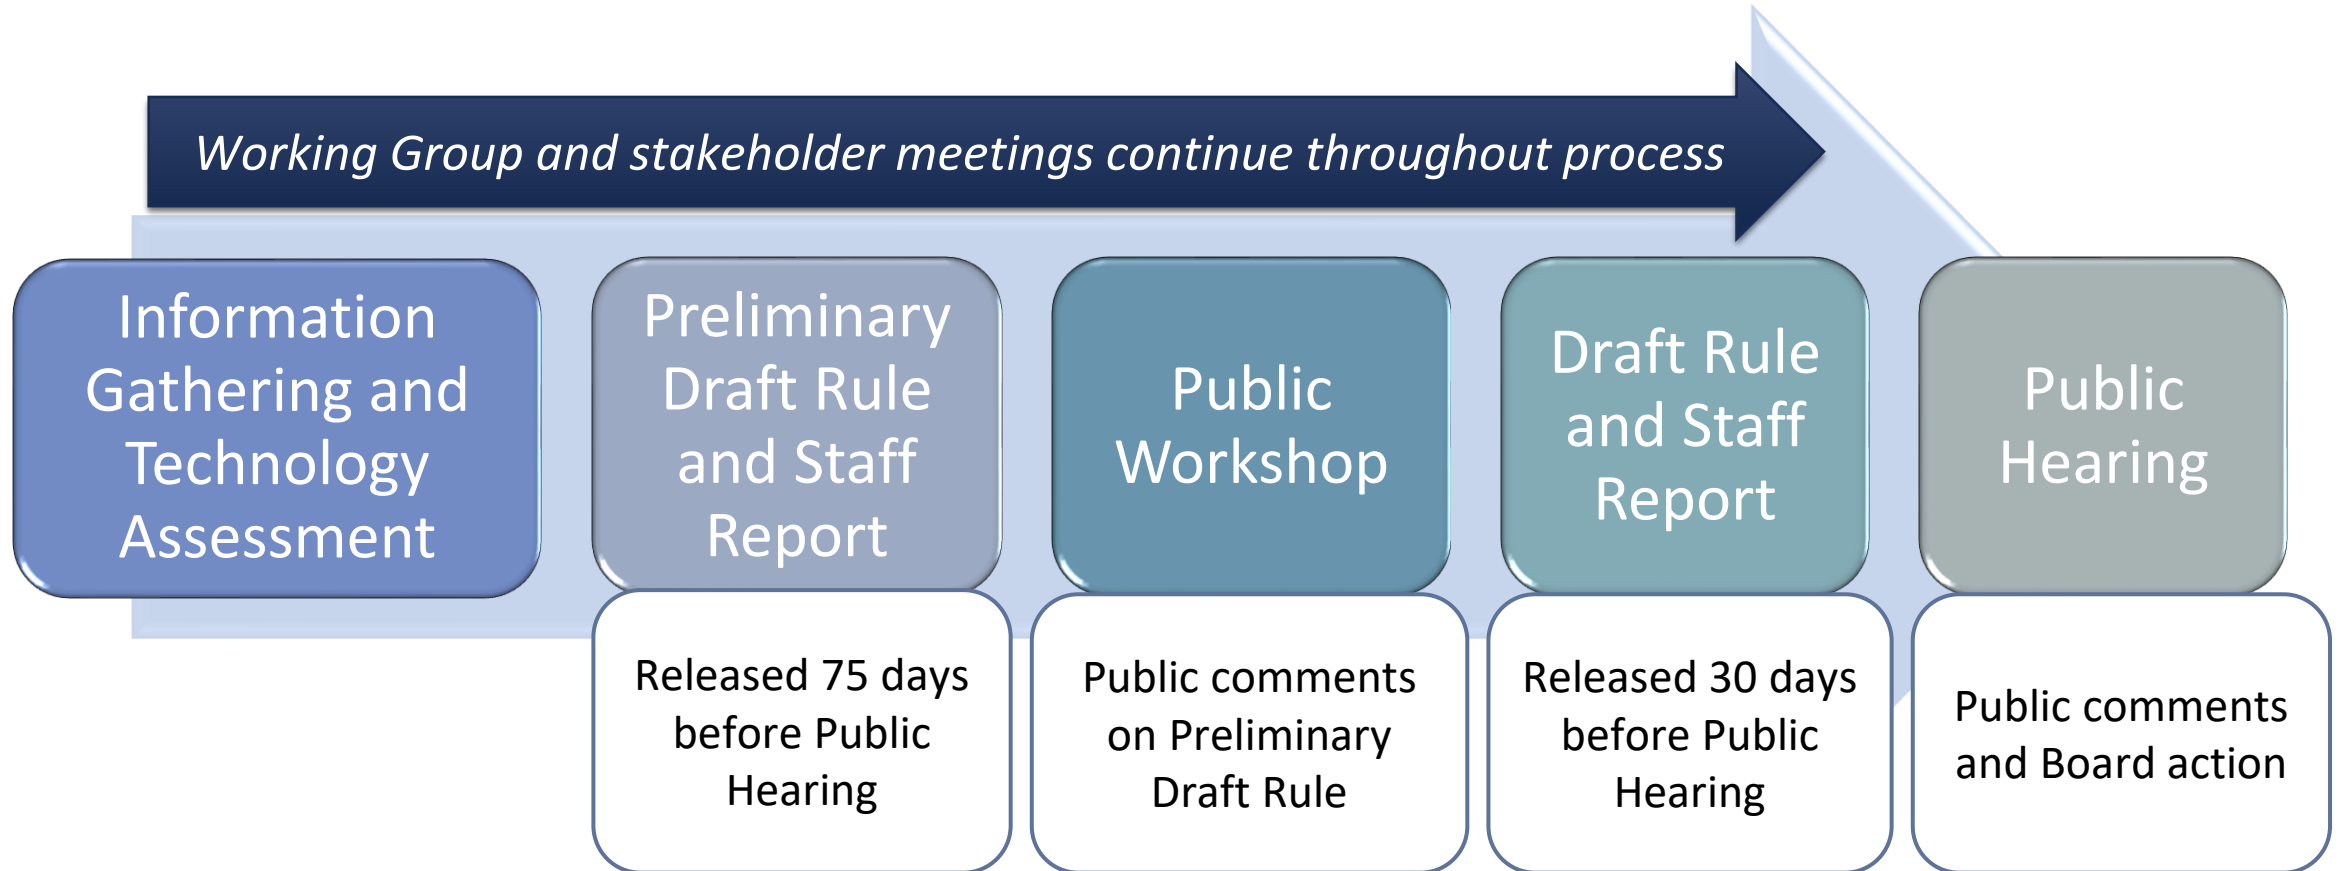 Working Group and stakeholder meetings continue throughout process
Information
Gathering and
Technology
Assessment
Preliminary
Draft Rule
and Staff
Report
Public
Workshop
Draft Rule
and Staff
Report
Public
Hearing
Released 75 days
before Public
Hearing
Public comments
on Preliminary
Draft Rule
Released 30 days
before Public
Hearing
Public comments
and Board action